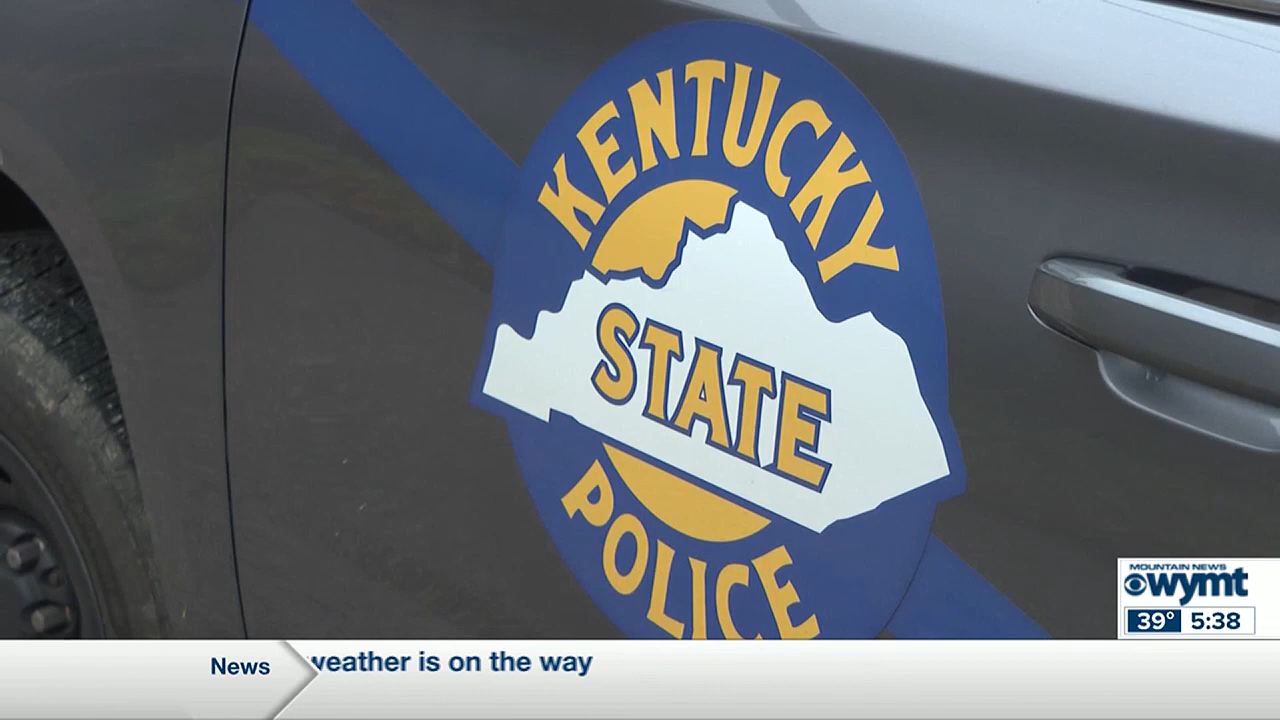 KENTUCKY
STATE
POLICE
MOUNTAIN NEWS
wymt
39° 5:38
News
weather is on the way